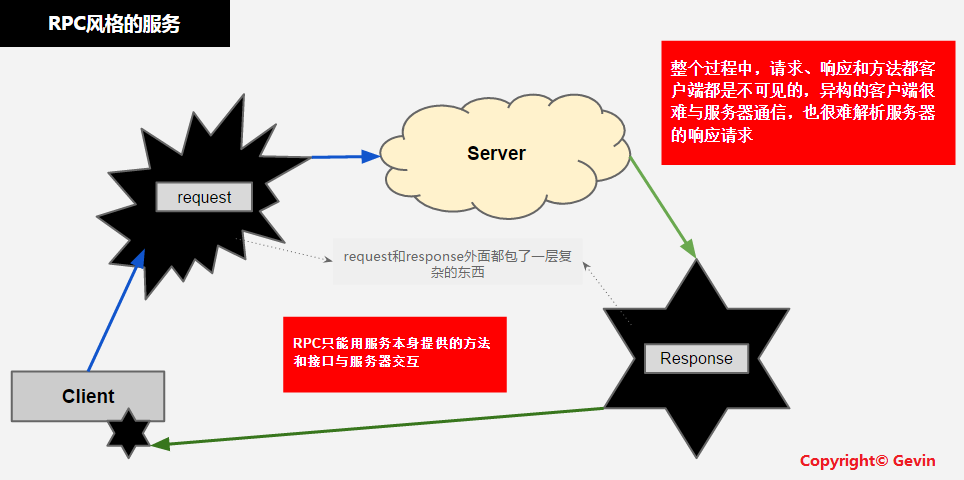 RPC风格的服务
整个过程中，请求、响应和方法都客
户端都是不可见的，异构的客户端很
难与服务器通信，也很难解析服务器
的响应请求
Server
request
request和response外面都包了一层复
杂的东西
RPC只能用服务本身提供的方法
和接口与服务器交互
Response
Client
Copyright© Gevin